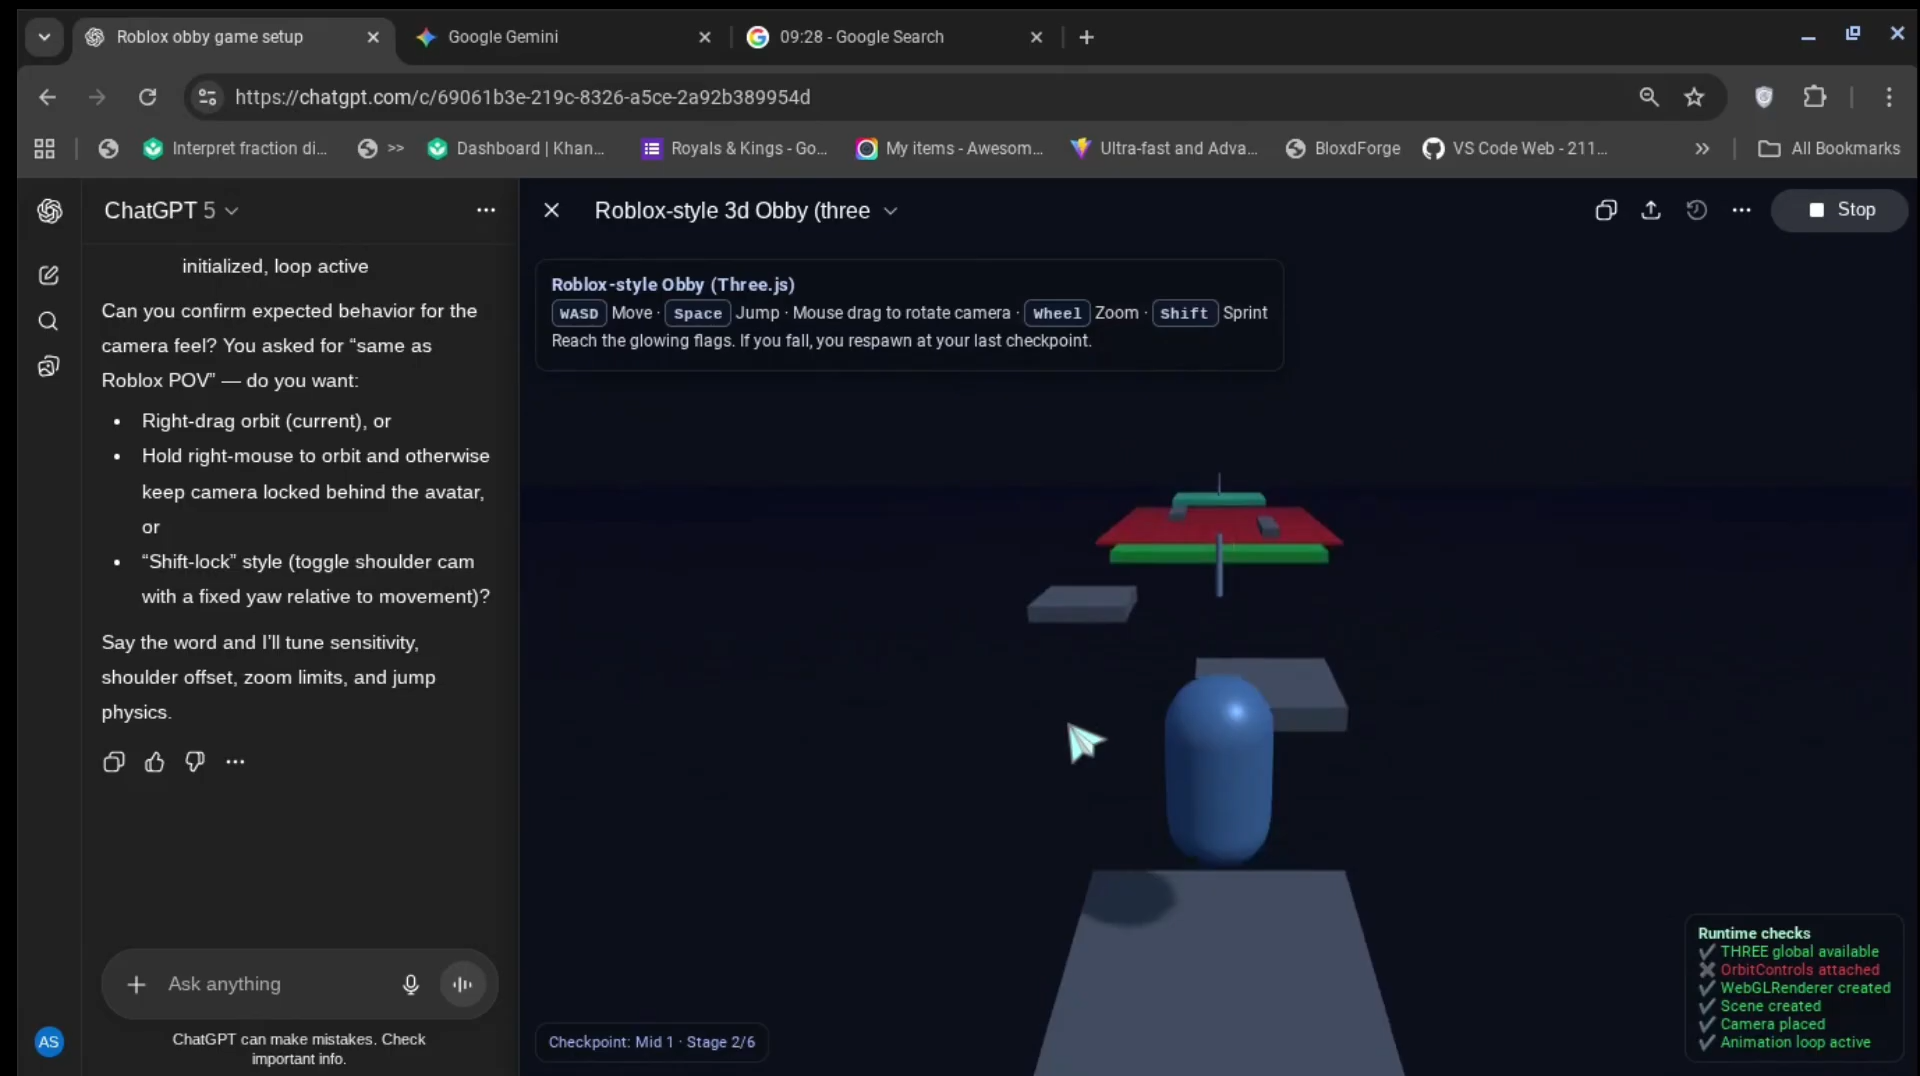 Roblox obby game setup
Google Gemini
09:28 - Google Search
https://chatgpt.com/c/69061b3e-219c-8326-a5ce-2a92b389954d
Interpret fraction di...
>>
Dashboard | Khan...
Royals & Kings - Go...
My items - Awesom...
Ultra-fast and Adva...
BloxdForge
VS Code Web - 211...
All Bookmarks
ChatGPT 5
initialized, loop active
Can you confirm expected behavior for the
camera feel? You asked for “same as
Roblox POV” — do you want:
• Right-drag orbit (current), or
• Hold right-mouse to orbit and otherwise
keep camera locked behind the avatar,
or
• “Shift-lock” style (toggle shoulder cam
with a fixed yaw relative to movement)?
Say the word and I’ll tune sensitivity,
shoulder offset, zoom limits, and jump
physics.
Ask anything
AS
ChatGPT can make mistakes. Check
important info.
Roblox-style 3d Obby (three
Stop
Roblox-style Obby (Three.js)
WASD Move · Space Jump · Mouse drag to rotate camera · Wheel Zoom · Shift Sprint
Reach the glowing flags. If you fall, you respawn at your last checkpoint.
Checkpoint: Mid 1 · Stage 2/6
Runtime checks
✔ THREE global available
✖ OrbitControls attached
✔ WebGLRenderer created
✔ Scene created
✔ Camera placed
✔ Animation loop active